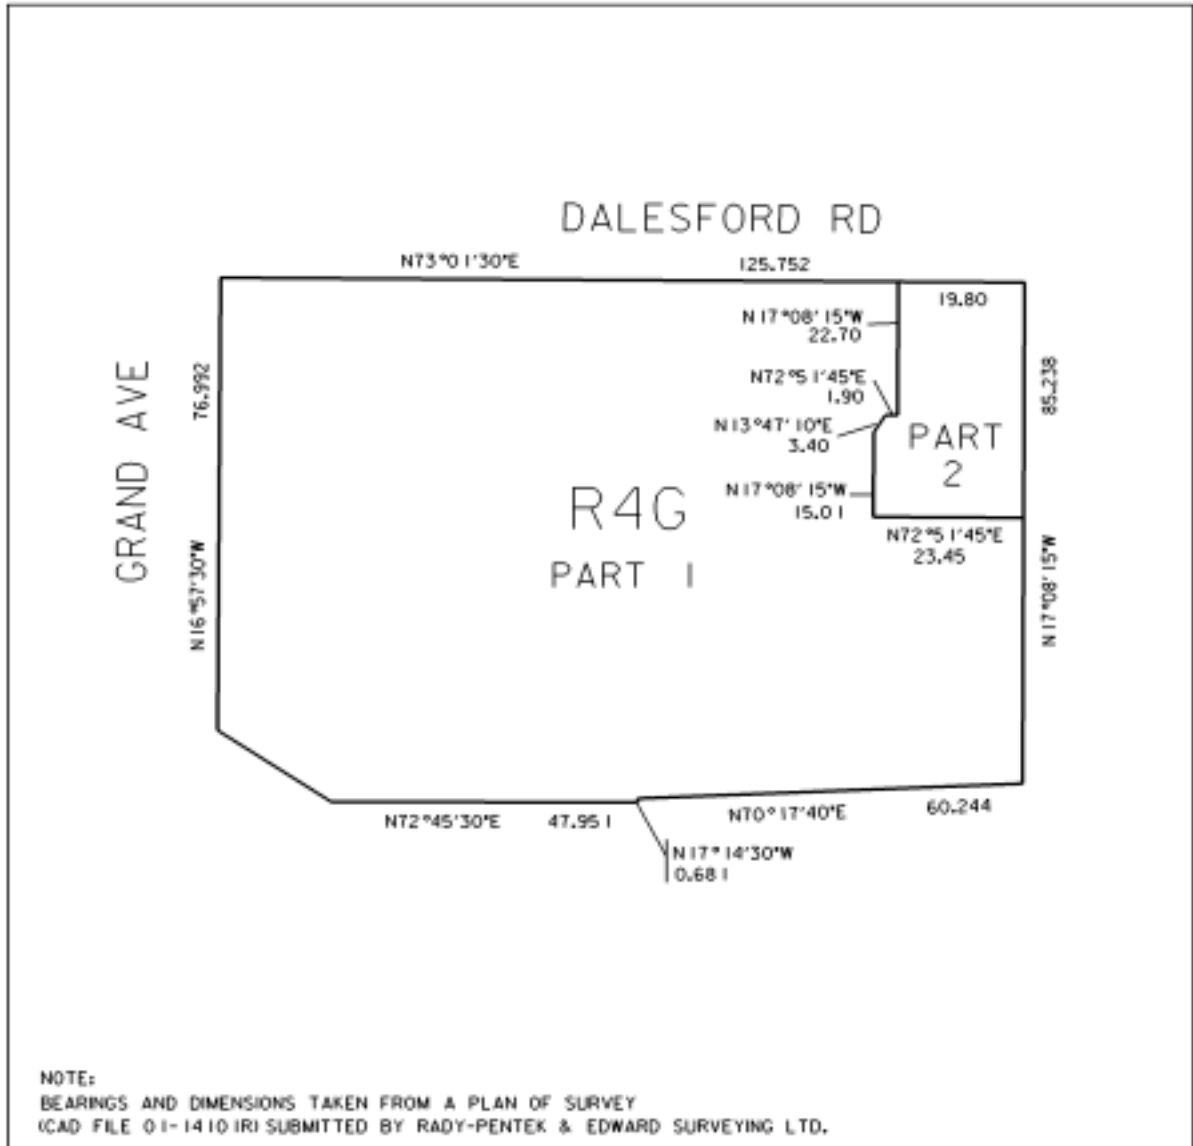 DALESFORD RD
N73°01'30"E
125.752
19.80
N17°08'15"W
22.70
N72°51'45"E
1.90
N13°47'10"E
3.40
PART
2
N17°08'15"W
15.01
N72°51'45"E
23.45
85.238
N17°08'15"W
76.992
GRAND AVE
N16°57'30"W
R4G
PART 1
N72°45'30"E
47.951
N70°17'40"E
60.244
N17°14'30"W
0.681
NOTE:
BEARINGS AND DIMENSIONS TAKEN FROM A PLAN OF SURVEY
(CAD FILE 01-1410 IR) SUBMITTED BY RADY-PENTEK & EDWARD SURVEYING LTD.